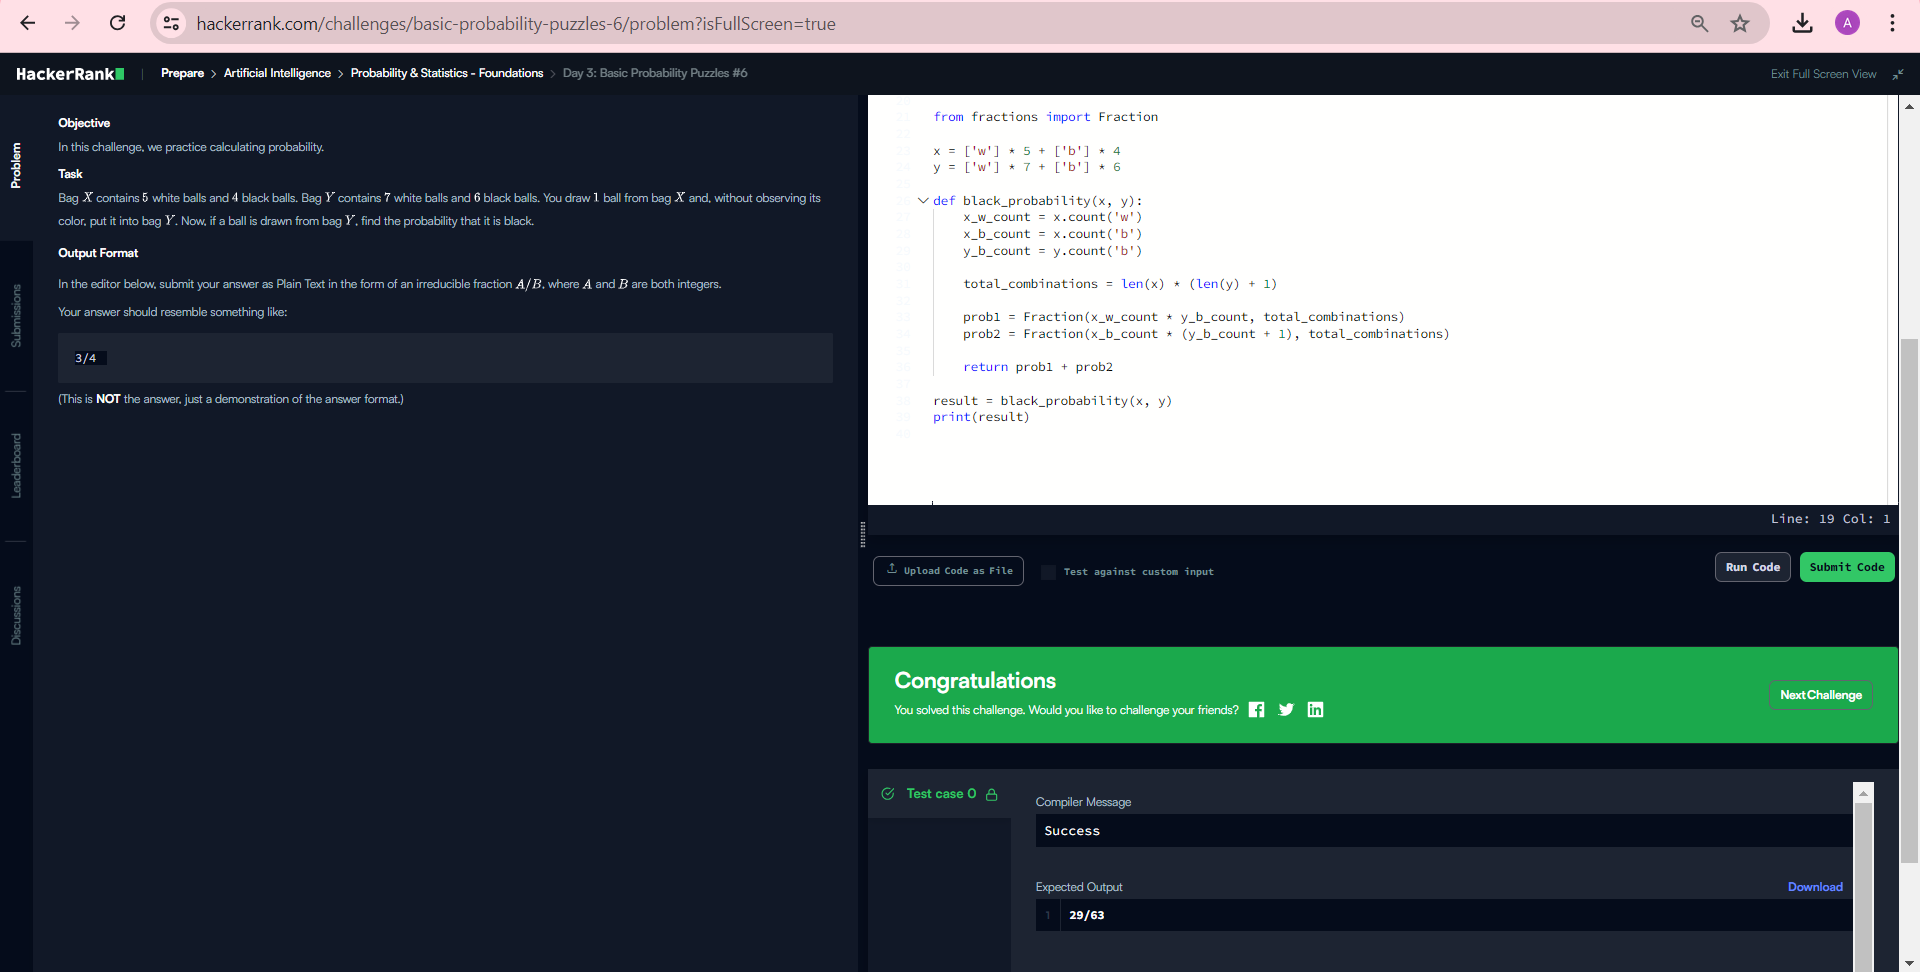 hackerrank.com/challenges/basic-probability-puzzles-6/problem?isFullScreen=true
A
HackerRank
Prepare > Artificial Intelligence > Probability & Statistics - Foundations > Day 3: Basic Probability Puzzles #6
Exit Full Screen View
Problem
Submissions
Leaderboard
Discussions
Objective
In this challenge, we practice calculating probability.
Task
Bag X contains 5 white balls and 4 black balls. Bag Y contains 7 white balls and 6 black balls. You draw 1 ball from bag X and, without observing its
color, put it into bag Y. Now, if a ball is drawn from bag Y, find the probability that it is black.
Output Format
In the editor below, submit your answer as Plain Text in the form of an irreducible fraction A/B, where A and B are both integers.
Your answer should resemble something like:
3/4
(This is NOT the answer, just a demonstration of the answer format.)
from fractions import Fraction
x = ['w'] * 5 + ['b'] * 4
y = ['w'] * 7 + ['b'] * 6
def black_probability(x, y):
x_w_count = x.count('w')
x_b_count = x.count('b')
y_b_count = y.count('b')
total_combinations = len(x) * (len(y) + 1)
prob1 = Fraction(x_w_count * y_b_count, total_combinations)
prob2 = Fraction(x_b_count * (y_b_count + 1), total_combinations)
return prob1 + prob2
result = black_probability(x, y)
print(result)
Line: 19 Col: 1
Upload Code as File
Test against custom input
Run Code
Submit Code
Congratulations
You solved this challenge. Would you like to challenge your friends?
Next Challenge
Test case 0
Compiler Message
Success
Expected Output
Download
1 29/63